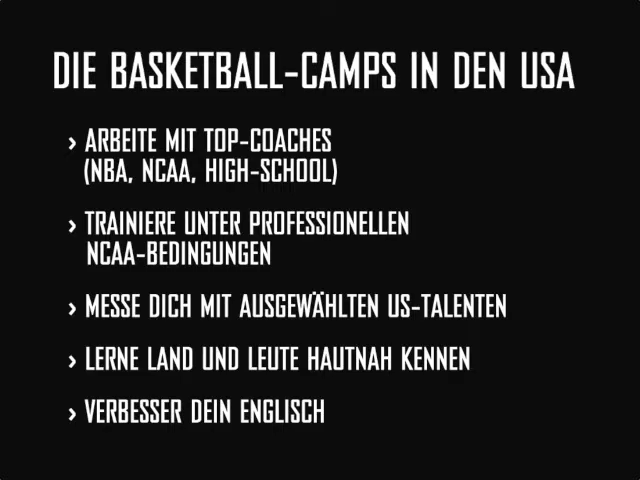 DIE BASKETBALL-CAMPS IN DEN USA
› ARBEITE MIT TOP-COACHES
(NBA, NCAA, HIGH-SCHOOL)
› TRAINIERE UNTER PROFESSIONELLEN
NCAA-BEDINGUNGEN
› MESSE DICH MIT AUSGEWÄHLTEN US-TALENTEN
› LERNE LAND UND LEUTE HAUTNAH KENNEN
› VERBESSER DEIN ENGLISCH